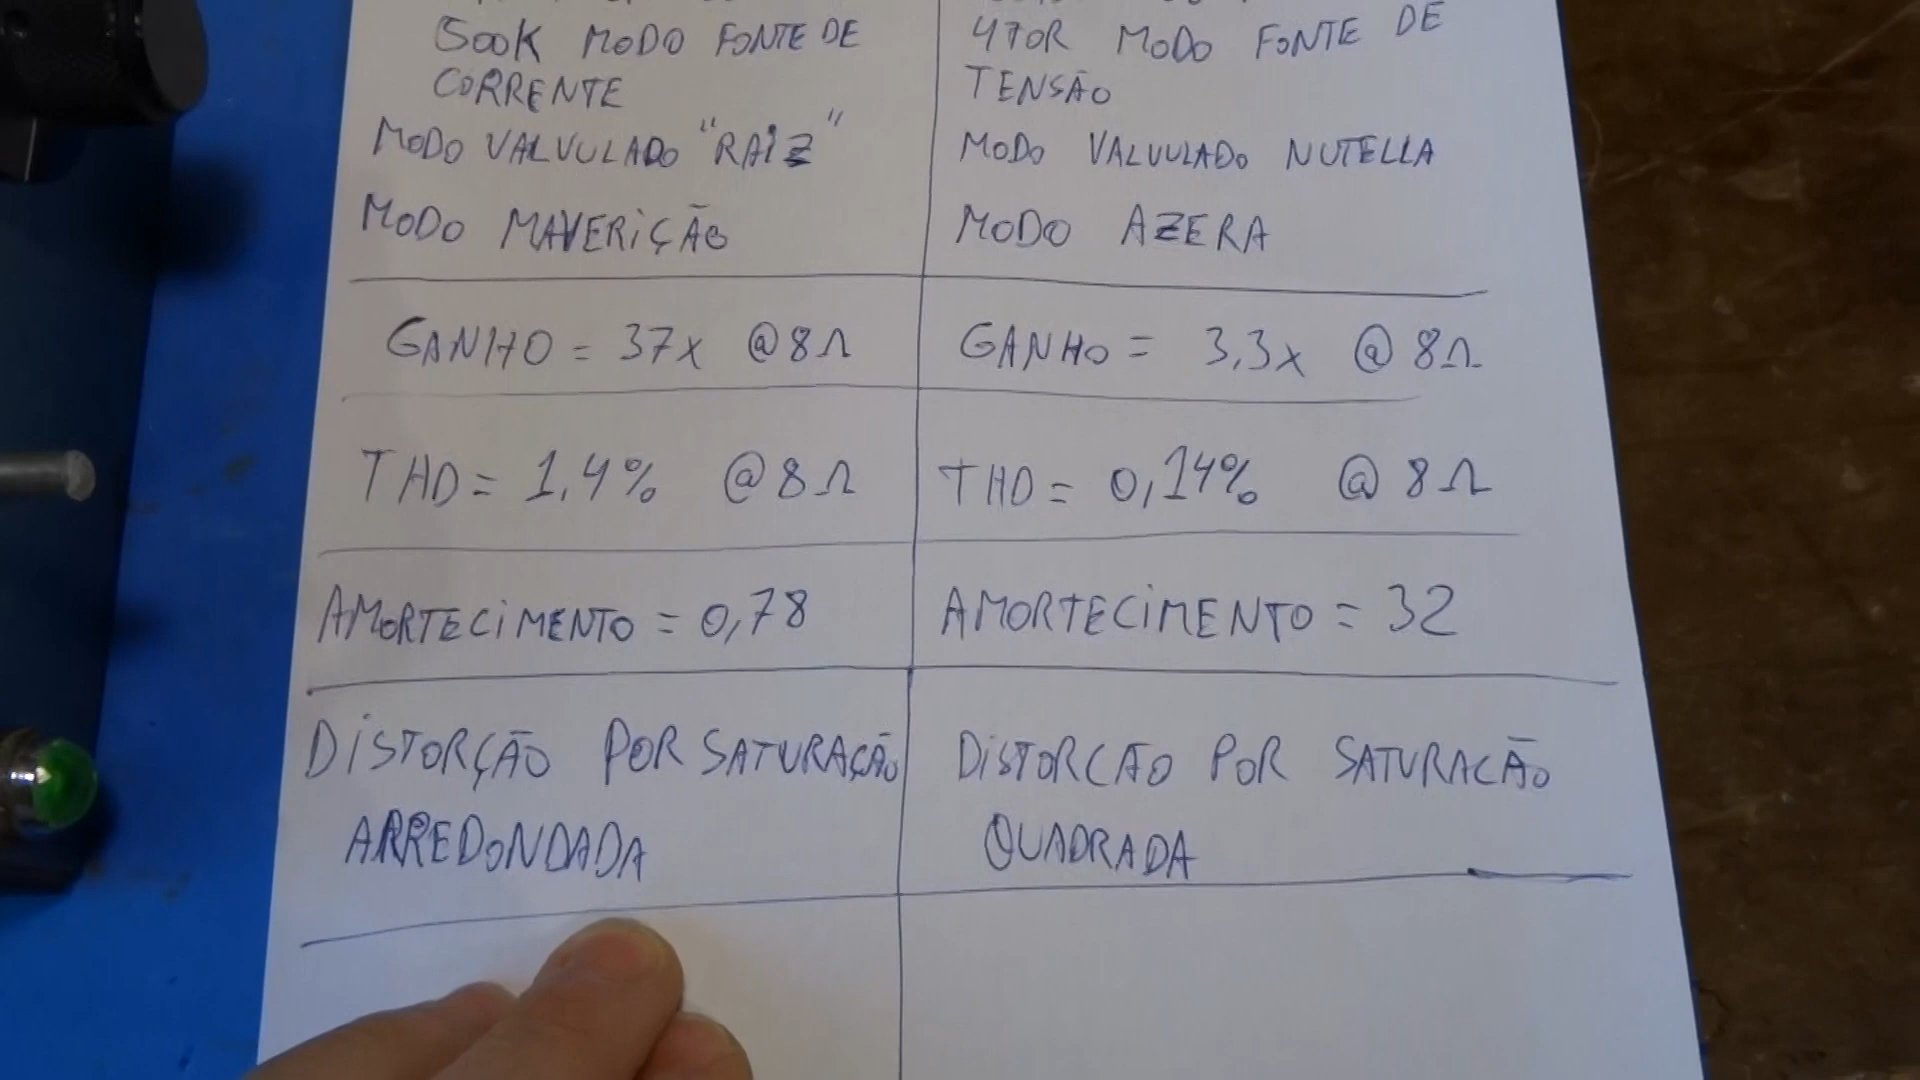 500K MODO FONTE DE
CORRENTE
MODO VALVULADO "RAIZ"
MODO MAVERIÇÃO
GANHO = 37x @8Ω
THD = 1,4% @8Ω
AMORTECIMENTO = 0,78
DISTORÇÃO POR SATURAÇÃO
ARREDONDADA
470R MODO FONTE DE
TENSÃO
MODO VALVULADO NUTELLA
MODO AZERA
GANHO = 3,3x @8Ω
THD = 0,14% @8Ω
AMORTECIMENTO = 32
DISTORCÃO POR SATURACÃO
QUADRADA